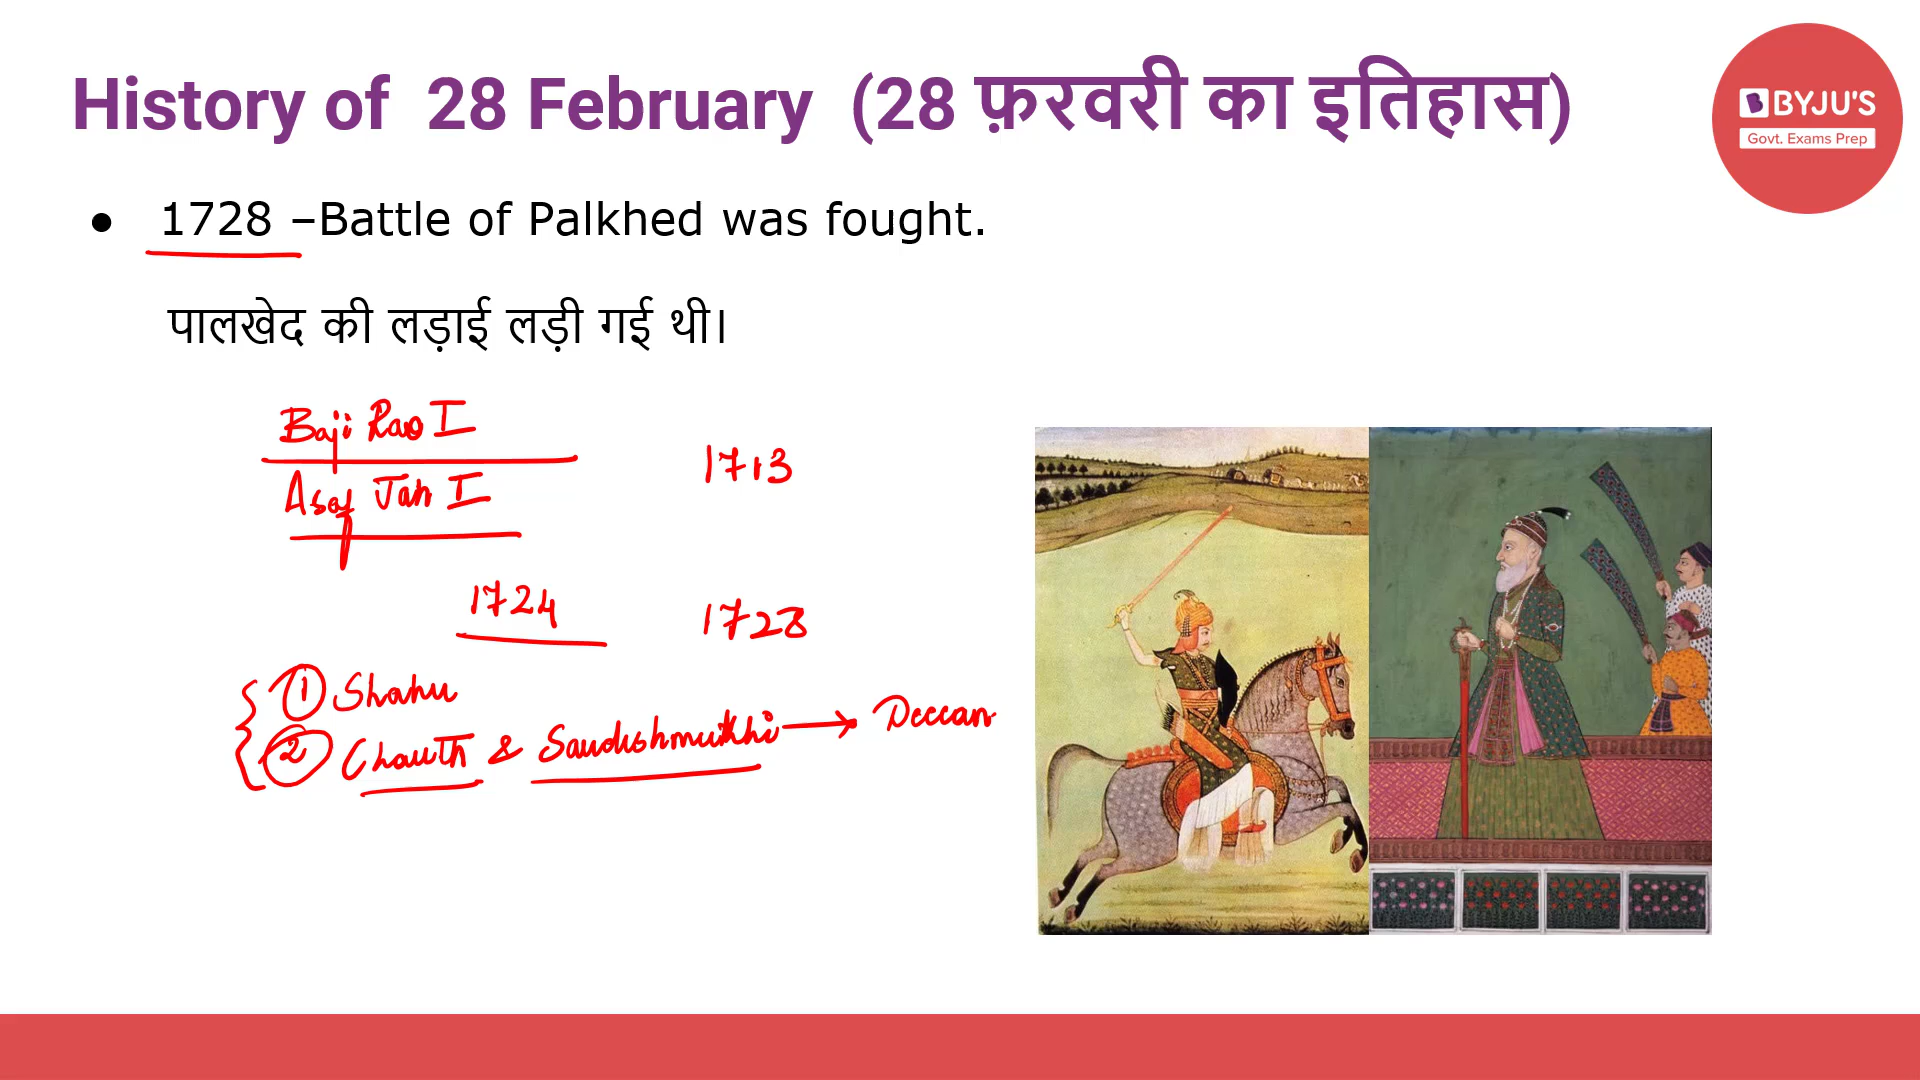 History of 28 February (28 फ़रवरी का इतिहास)
BYJU'S
Govt. Exams Prep
● 1728 –Battle of Palkhed was fought.
पालखेद की लड़ाई लड़ी गई थी।
Baji Rao I
1713
Asaf Jah I
1724
1728
① Shahu
② Chauth & Saudeshmukhi → Deccan